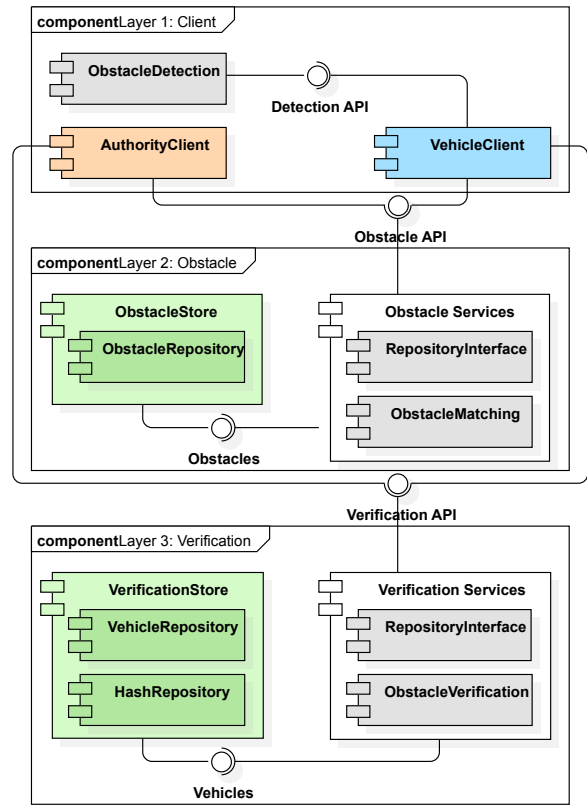 componentLayer 1: Client
ObstacleDetection
Detection API
AuthorityClient
VehicleClient
Obstacle API
componentLayer 2: Obstacle
ObstacleStore
ObstacleRepository
Obstacle Services
RepositoryInterface
ObstacleMatching
Obstacles
Verification API
componentLayer 3: Verification
VerificationStore
VehicleRepository
HashRepository
Verification Services
RepositoryInterface
ObstacleVerification
Vehicles